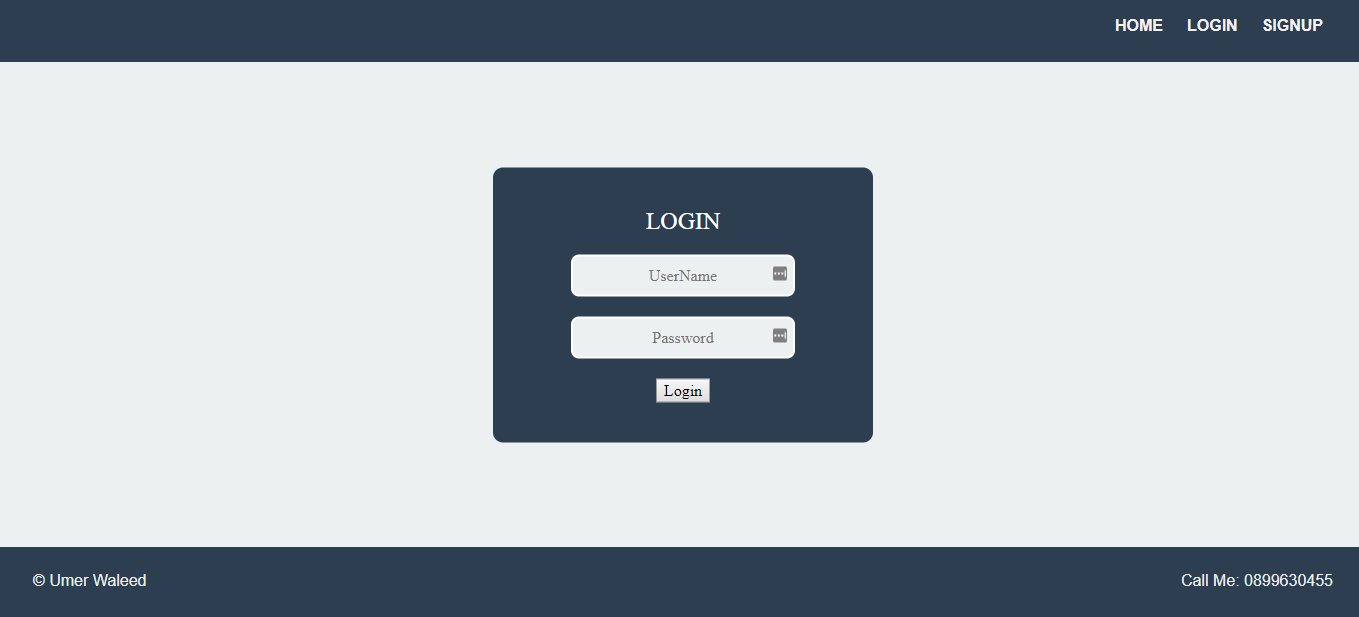 HOME LOGIN SIGNUP
LOGIN
UserName
Password
Login
© Umer Waleed
Call Me: 0899630455